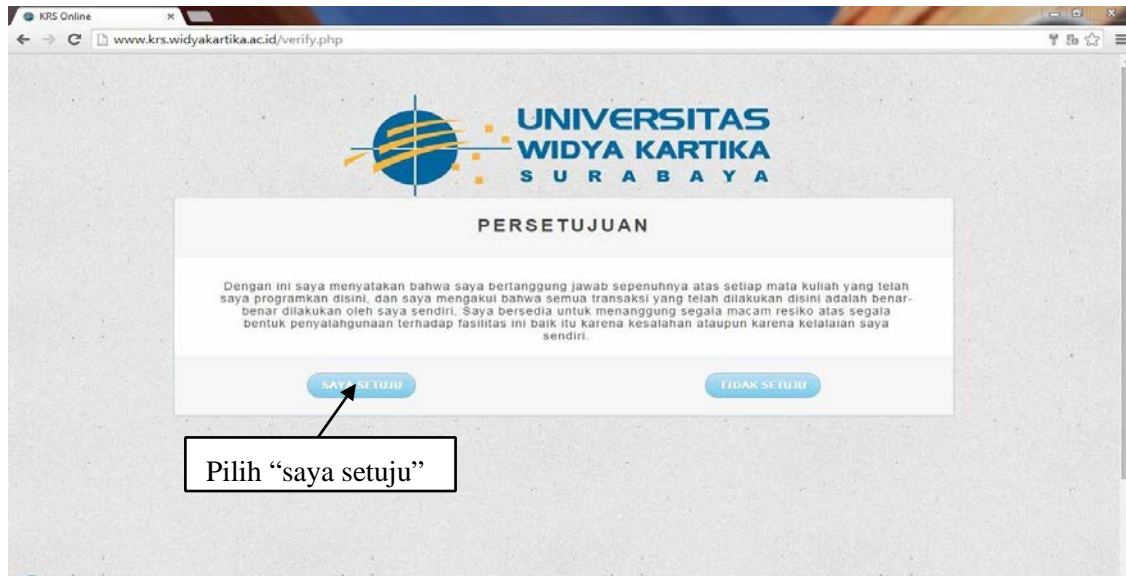 KRS Online
www.krs.widyakartika.ac.id/verify.php
UNIVERSITAS
WIDYA KARTIKA
SURABAYA
PERSETUJUAN
Dengan ini saya menyatakan bahwa saya bertanggung jawab sepenuhnya atas setiap mata kuliah yang telah
saya programkan disini, dan saya mengakui bahwa semua transaksi yang telah dilakukan disini adalah benar-
benar dilakukan oleh saya sendiri. Saya bersedia untuk menanggung segala macam resiko atas segala
bentuk penyalahgunaan terhadap fasilitas ini baik itu karena kesalahan ataupun karena kelalaian saya
sendiri.
SAYA SETUJU
TIDAK SETUJU
Pilih “saya setuju”